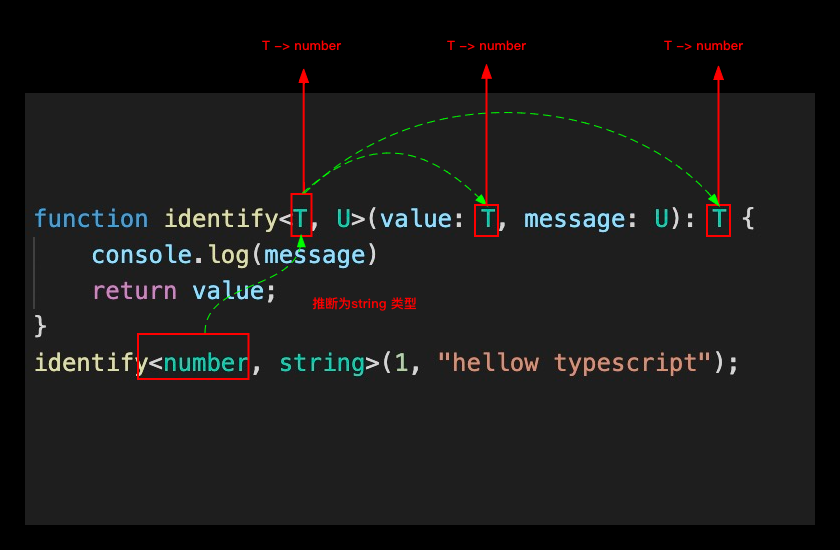 T -> number T -> number T -> number
function identify<T, U>(value: T, message: U): T {
console.log(message)
return value;
推断为string 类型
}
identify<number, string>(1, "hellow typescript");